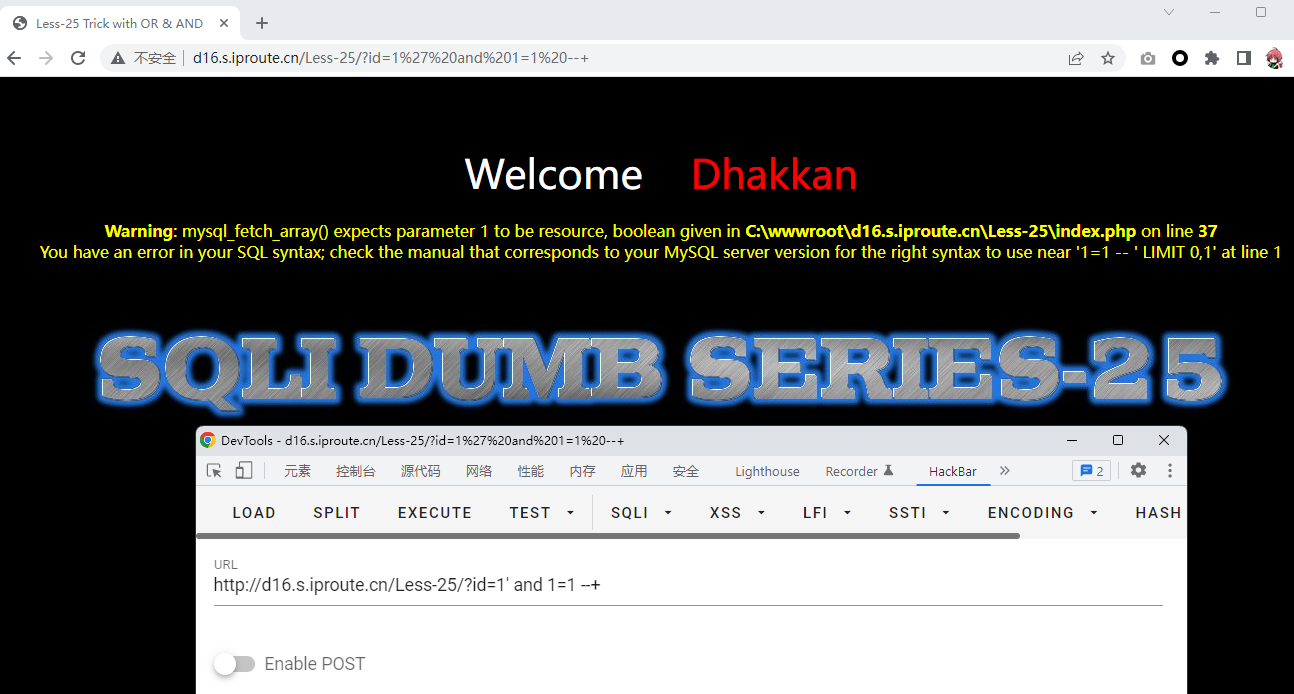 Less-25 Trick with OR & AND
不安全 d16.s.iproute.cn/Less-25/?id=1%27%20and%201=1%20--+
Welcome Dhakkan
Warning: mysql_fetch_array() expects parameter 1 to be resource, boolean given in C:\wwwroot\d16.s.iproute.cn\Less-25\index.php on line 37
You have an error in your SQL syntax; check the manual that corresponds to your MySQL server version for the right syntax to use near '1=1 -- ' LIMIT 0,1' at line 1
SQLI DUMB SERIES-25
DevTools - d16.s.iproute.cn/Less-25/?id=1%27%20and%201=1%20--+
元素 控制台 源代码 网络 性能 内存 应用 安全 Lighthouse Recorder HackBar 2
LOAD SPLIT EXECUTE TEST SQLI XSS LFI SSTI ENCODING HASH
URL
http://d16.s.iproute.cn/Less-25/?id=1' and 1=1 --+
Enable POST